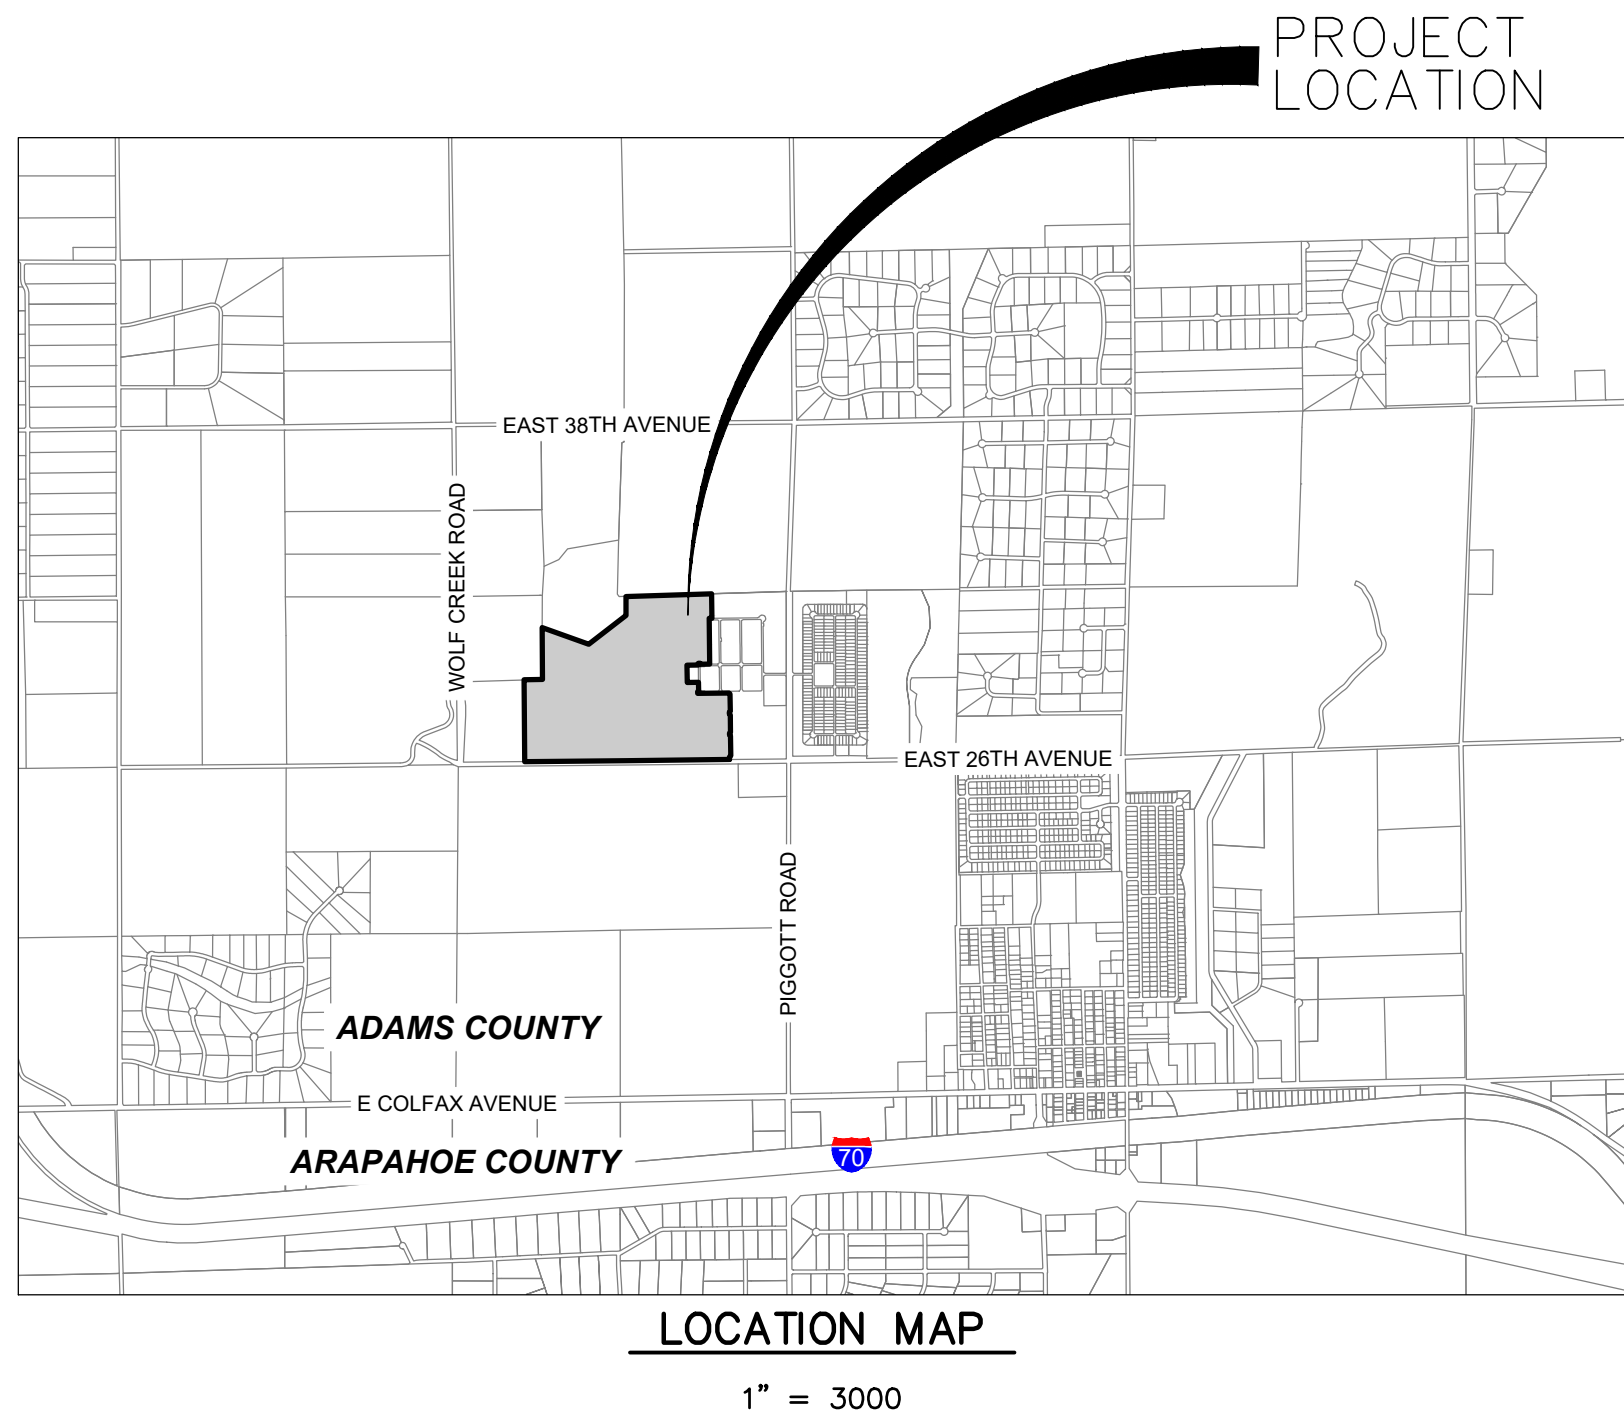 PROJECT
LOCATION
EAST 38TH AVENUE
WOLF CREEK ROAD
EAST 26TH AVENUE
PIGGOTT ROAD
ADAMS COUNTY
E COLFAX AVENUE
ARAPAHOE COUNTY
70
LOCATION MAP
1" = 3000